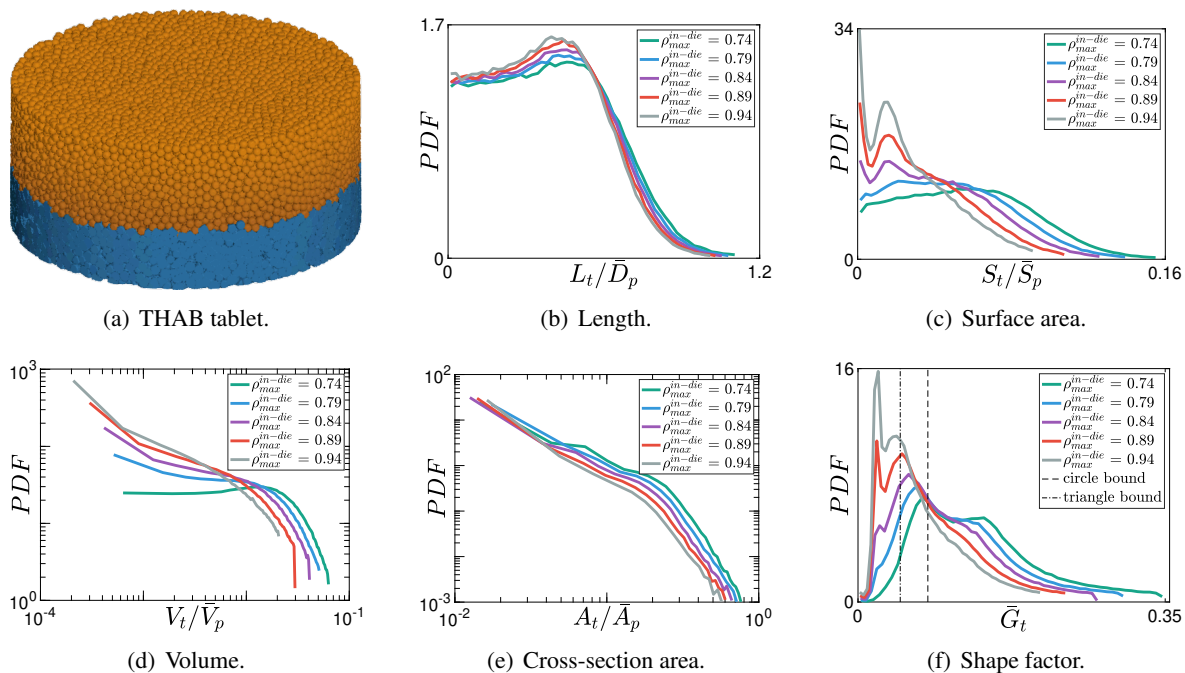 (a) THAB tablet.
1.7
PDF
0
0
L_t/D̄_p
1.2
ρ_max^in-die = 0.74
ρ_max^in-die = 0.79
ρ_max^in-die = 0.84
ρ_max^in-die = 0.89
ρ_max^in-die = 0.94
(b) Length.
34
PDF
0
0
S_t/S̄_p
0.16
ρ_max^in-die = 0.74
ρ_max^in-die = 0.79
ρ_max^in-die = 0.84
ρ_max^in-die = 0.89
ρ_max^in-die = 0.94
(c) Surface area.
10^3
PDF
10^0
10^-4
V_t/V̄_p
10^-1
ρ_max^in-die = 0.74
ρ_max^in-die = 0.79
ρ_max^in-die = 0.84
ρ_max^in-die = 0.89
ρ_max^in-die = 0.94
(d) Volume.
10^2
PDF
10^-3
10^-2
A_t/Ā_p
10^0
ρ_max^in-die = 0.74
ρ_max^in-die = 0.79
ρ_max^in-die = 0.84
ρ_max^in-die = 0.89
ρ_max^in-die = 0.94
(e) Cross-section area.
16
PDF
0
0
Ḡ_t
0.35
ρ_max^in-die = 0.74
ρ_max^in-die = 0.79
ρ_max^in-die = 0.84
ρ_max^in-die = 0.89
ρ_max^in-die = 0.94
circle bound
triangle bound
(f) Shape factor.